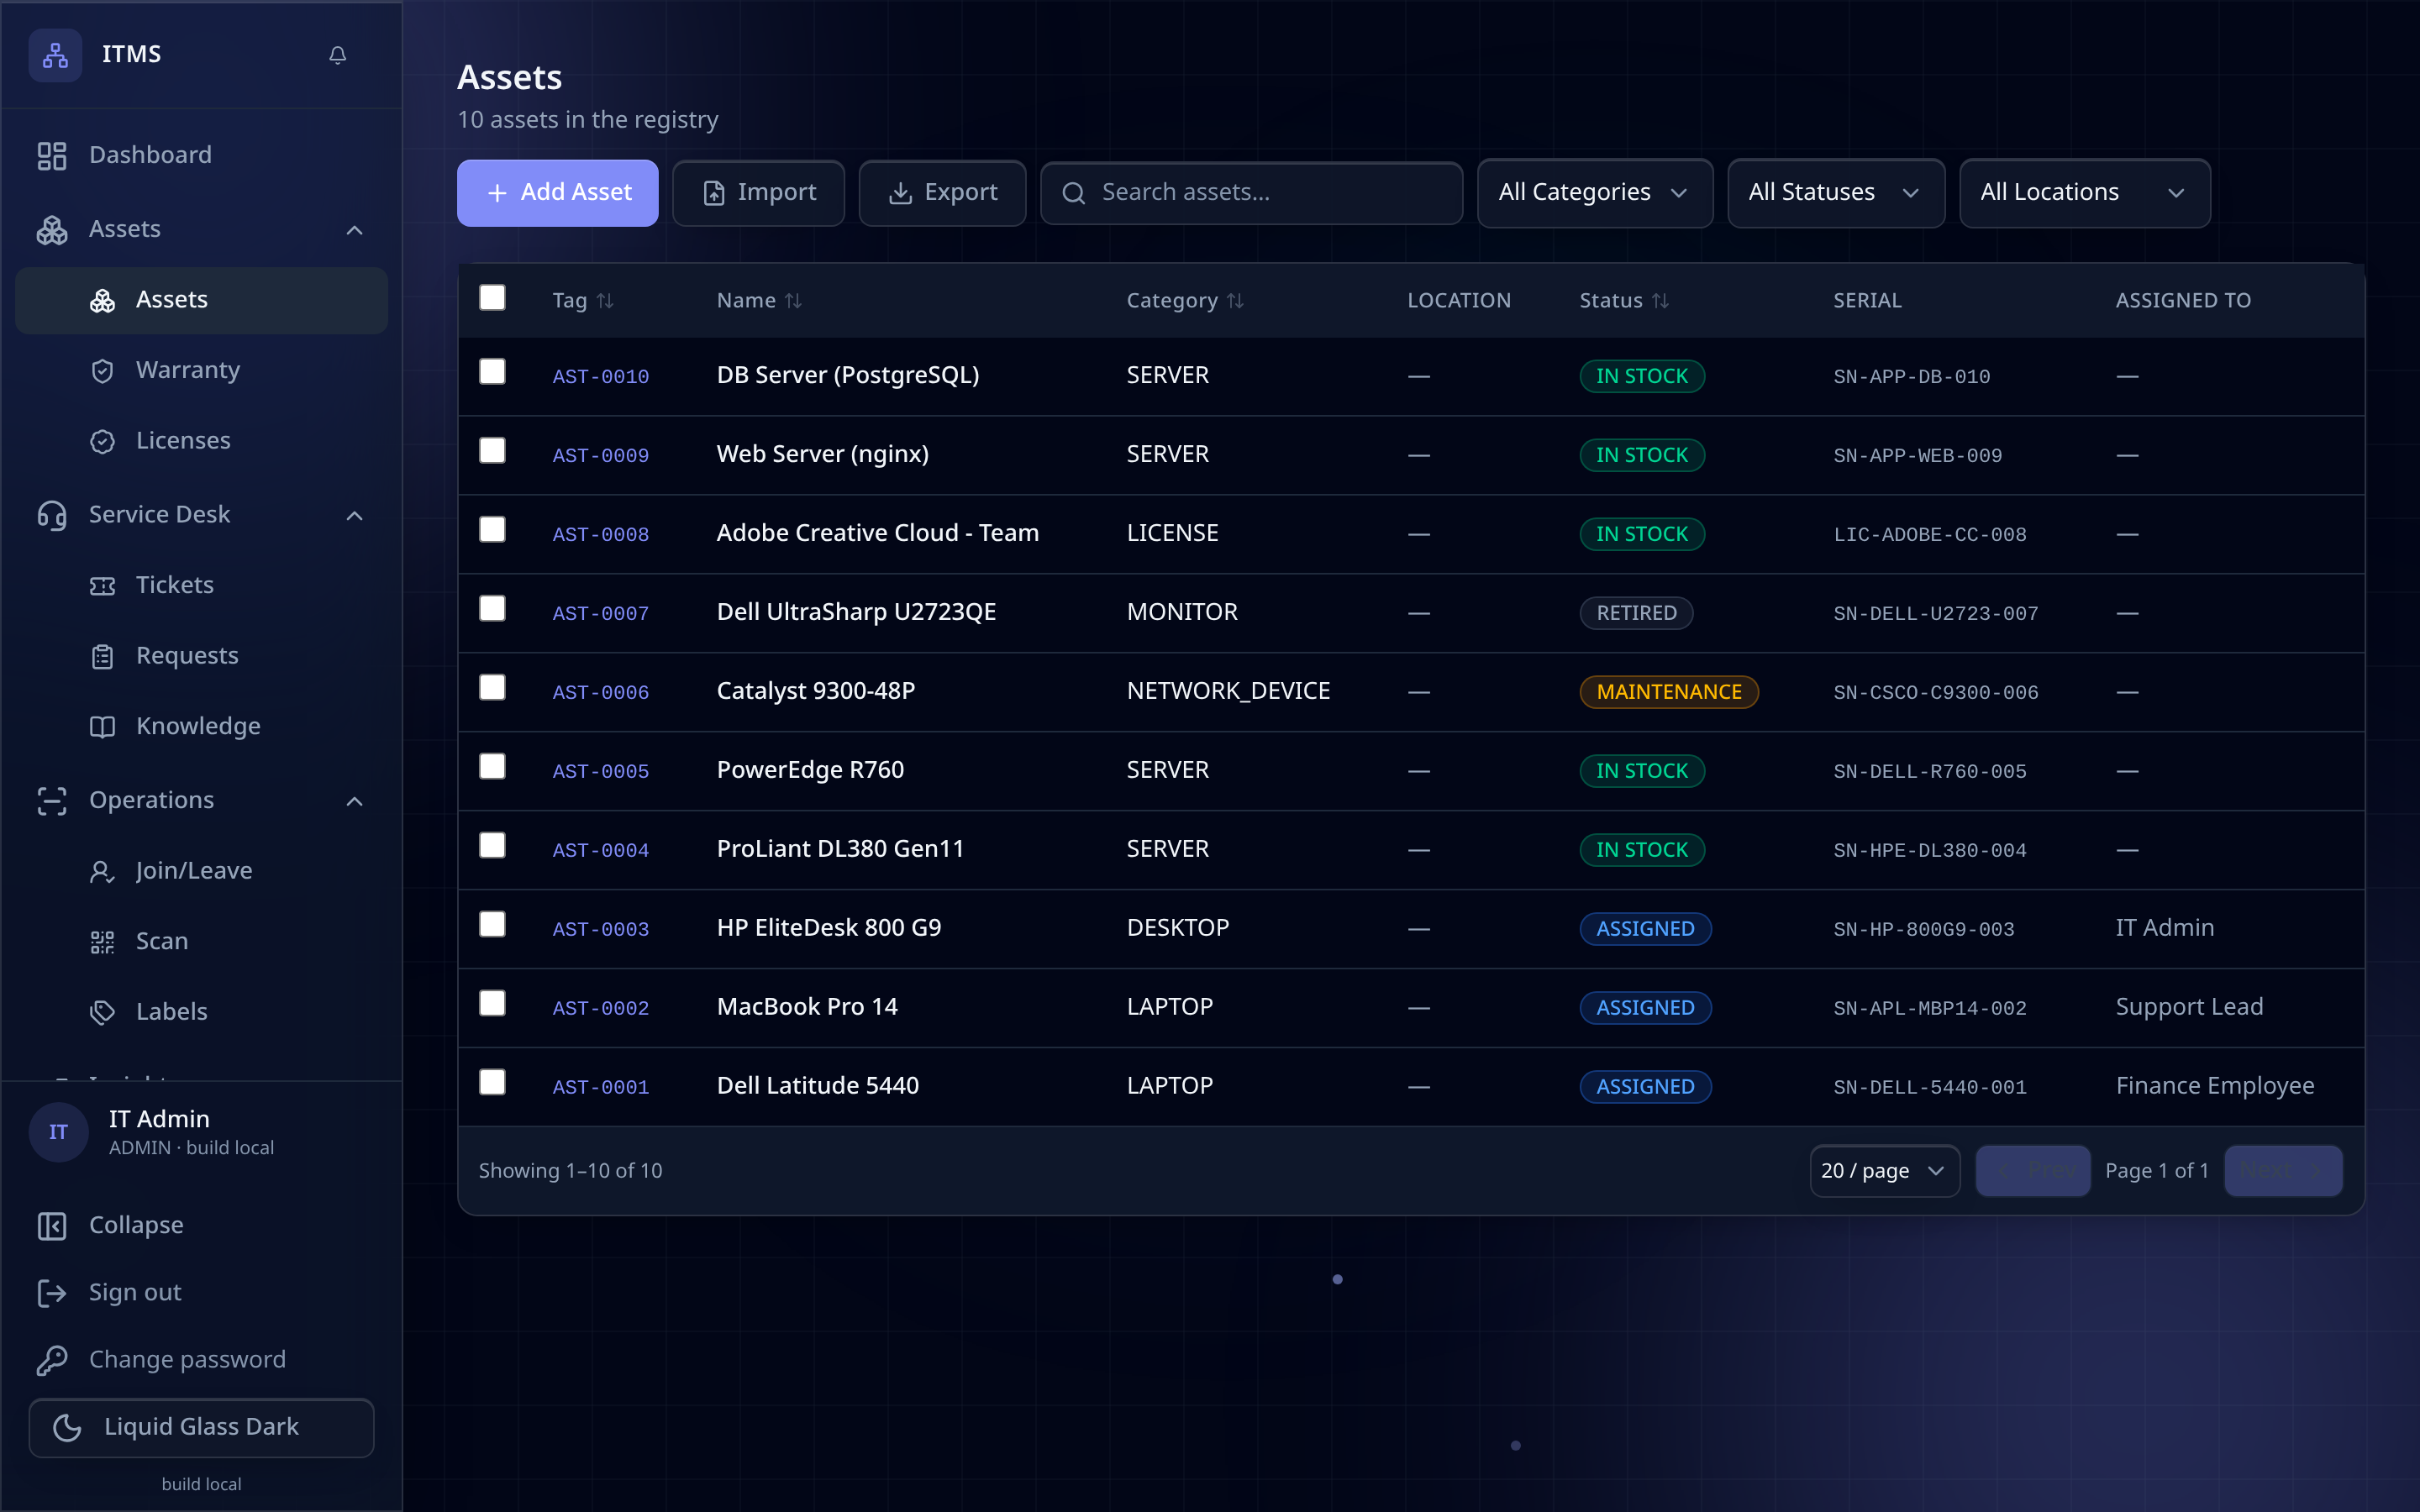 ITMS
Dashboard
Assets
Assets
Warranty
Licenses
Service Desk
Tickets
Requests
Knowledge
Operations
Join/Leave
Scan
Labels
IT
IT Admin
ADMIN · build local
Collapse
Sign out
Change password
Liquid Glass Dark
build local
Assets
10 assets in the registry
Add Asset Import Export Search assets... All Categories All Statuses All Locations
Tag Name Category LOCATION Status SERIAL ASSIGNED TO
AST-0010 DB Server (PostgreSQL) SERVER — IN STOCK SN-APP-DB-010 —
AST-0009 Web Server (nginx) SERVER — IN STOCK SN-APP-WEB-009 —
AST-0008 Adobe Creative Cloud - Team LICENSE — IN STOCK LIC-ADOBE-CC-008 —
AST-0007 Dell UltraSharp U2723QE MONITOR — RETIRED SN-DELL-U2723-007 —
AST-0006 Catalyst 9300-48P NETWORK_DEVICE — MAINTENANCE SN-CSCO-C9300-006 —
AST-0005 PowerEdge R760 SERVER — IN STOCK SN-DELL-R760-005 —
AST-0004 ProLiant DL380 Gen11 SERVER — IN STOCK SN-HPE-DL380-004 —
AST-0003 HP EliteDesk 800 G9 DESKTOP — ASSIGNED SN-HP-800G9-003 IT Admin
AST-0002 MacBook Pro 14 LAPTOP — ASSIGNED SN-APL-MBP14-002 Support Lead
AST-0001 Dell Latitude 5440 LAPTOP — ASSIGNED SN-DELL-5440-001 Finance Employee
Showing 1–10 of 10 20 / page Prev Page 1 of 1 Next